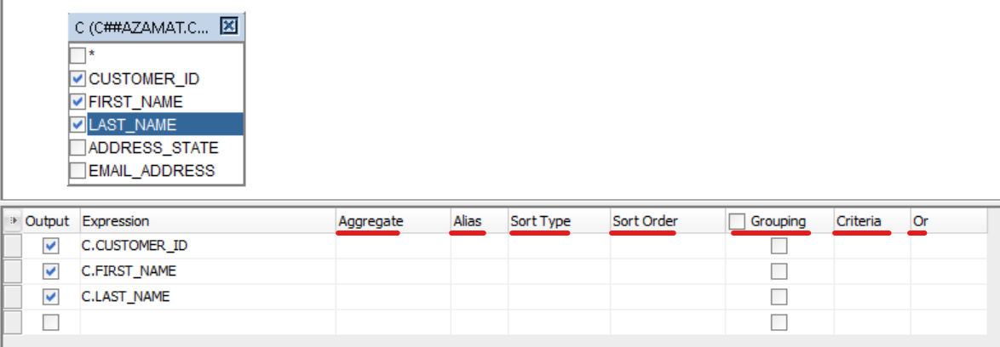 C (C##AZAMAT.C...
*
CUSTOMER_ID
FIRST_NAME
LAST_NAME
ADDRESS_STATE
EMAIL_ADDRESS
Output Expression Aggregate Alias Sort Type Sort Order Grouping Criteria Or
C.CUSTOMER_ID
C.FIRST_NAME
C.LAST_NAME